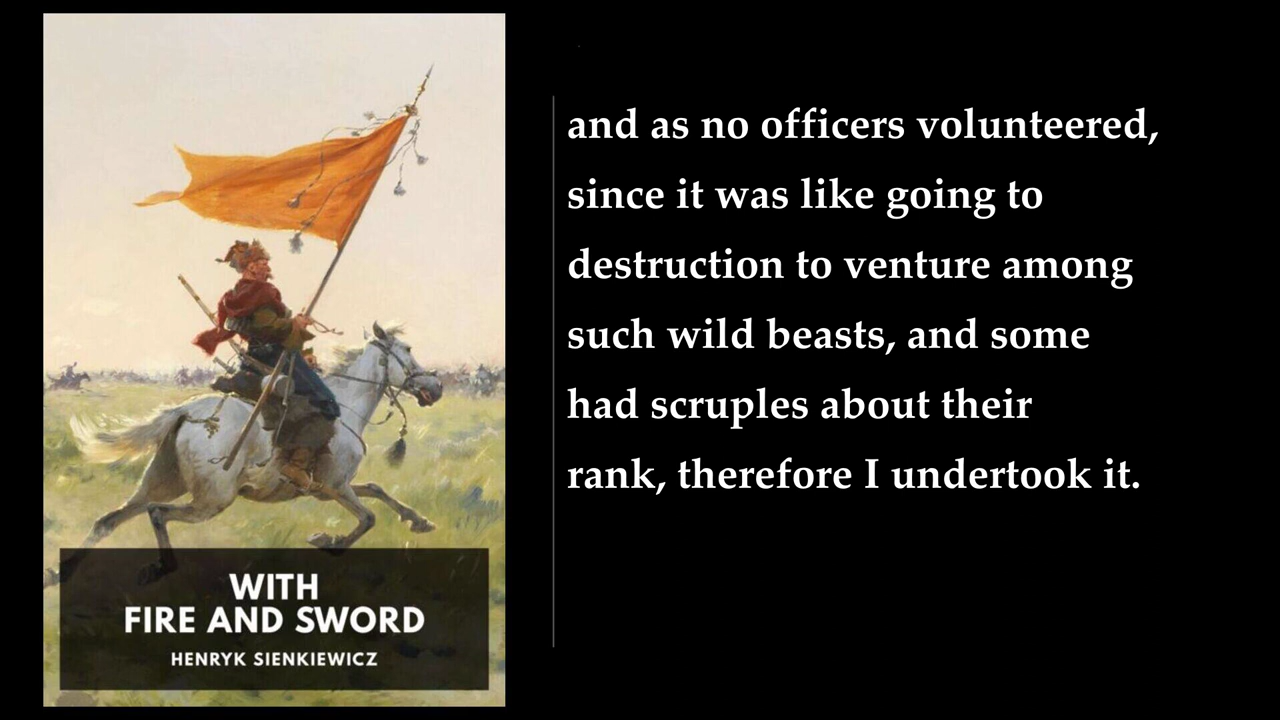 WITH
FIRE AND SWORD
HENRYK SIENKIEWICZ
and as no officers volunteered,
since it was like going to
destruction to venture among
such wild beasts, and some
had scruples about their
rank, therefore I undertook it.